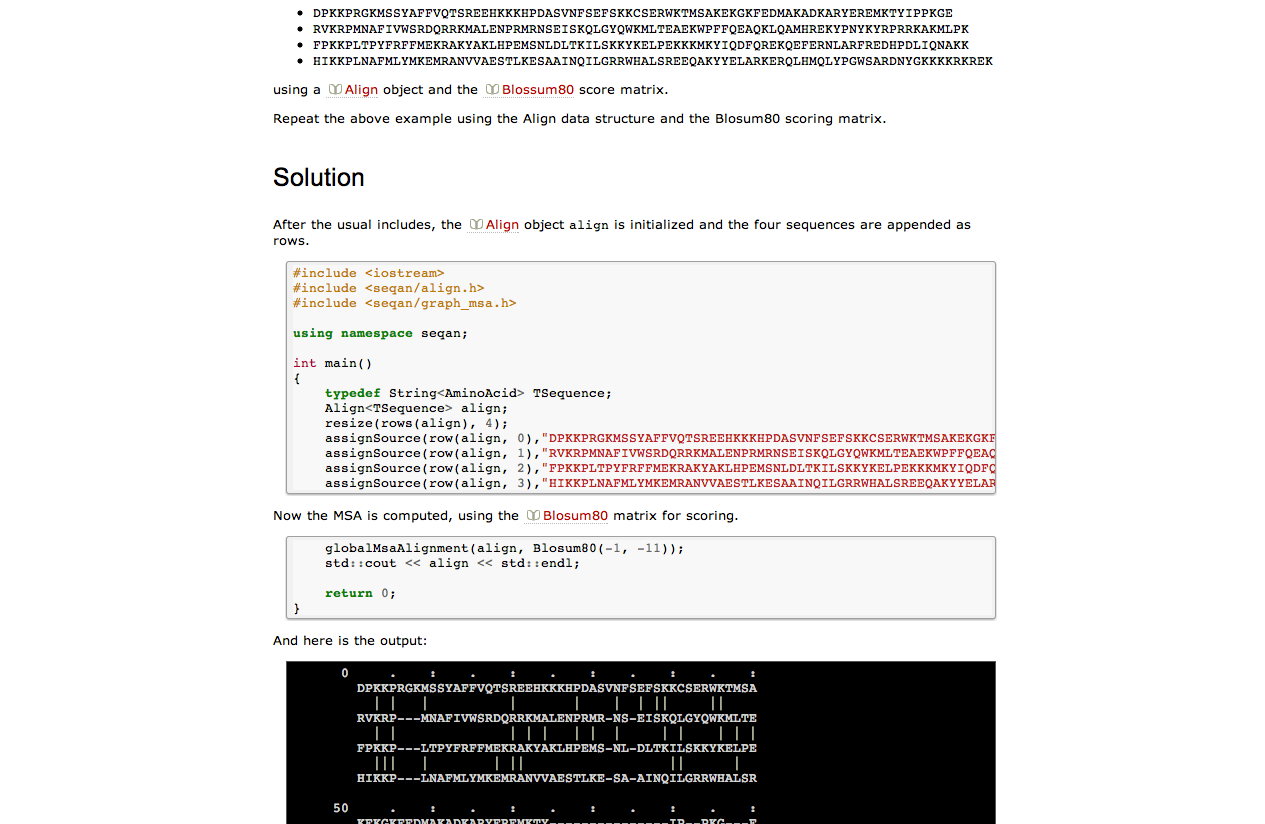 DPKKPRGKMSSYAFFVQTSREEHKKKHPDASVNFSEFSKKCSERWKTMSAKEKGKFEDMAKADKARYEREMKTYIPPKGE
RVKRPMNAFIVWSRDQRRKMALENPRMRNSEISKQLGYQWKMLTEAEKWPFFQEAQKLQAMHREKYPNYKYRPRRKAKMLPK
FPKKPLTPYFRFFMEKRAKYAKLHPEMSNLDLTKILSKKYKELPEKKKMKYIQDFQREKQEFERNLARFREDHPDLIQNAKK
HIKKPLNAFMLYMKEMRANVVAESTLKESAAINQILGRRWHALSREEQAKYYELARKERQLHMQLYPGWSARDNYGKKKKRKREK
using a Align object and the Blossum80 score matrix.
Repeat the above example using the Align data structure and the Blosum80 scoring matrix.
Solution
After the usual includes, the Align object align is initialized and the four sequences are appended as
rows.
#include <iostream>
#include <seqan/align.h>
#include <seqan/graph_msa.h>
using namespace seqan;
int main()
{
typedef String<AminoAcid> TSequence;
Align<TSequence> align;
resize(rows(align), 4);
assignSource(row(align, 0),"DPKKPRGKMSSYAFFVQTSREEHKKKHPDASVNFSEFSKKCSERWKTMSAKEKGKF
assignSource(row(align, 1),"RVKRPMNAFIVWSRDQRRKMALENPRMRNSEISKQLGYQWKMLTEAEKWPFFQEAQ
assignSource(row(align, 2),"FPKKPLTPYFRFFMEKRAKYAKLHPEMSNLDLTKILSKKYKELPEKKKMKYIQDFQ
assignSource(row(align, 3),"HIKKPLNAFMLYMKEMRANVVAESTLKESAAINQILGRRWHALSREEQAKYYELAR
Now the MSA is computed, using the Blosum80 matrix for scoring.
globalMsaAlignment(align, Blosum80(-1, -11));
std::cout << align << std::endl;
return 0;
}
And here is the output:
0 . : . : . : . : . :
DPKKPRGKMSSYAFFVQTSREEHKKKHPDASVNFSEFSKKCSERWKTMSA
| | | | | | | || ||
RVKRP---MNAFIVWSRDQRRKMALENPRMR-NS-EISKQLGYQWKMLTE
| | | | | | | | | | | | |
FPKKP---LTPYFRFFMEKRAKYAKLHPEMS-NL-DLTKILSKKYKELPE
||| | | || || |
HIKKP---LNAFMLYMKEMRANVVAESTLKE-SA-AINQILGRRWHALSR
50 . : . : . : . : . :
KEKGKFEDMAKADKARYEREMKTY---------------IP--PKG---E